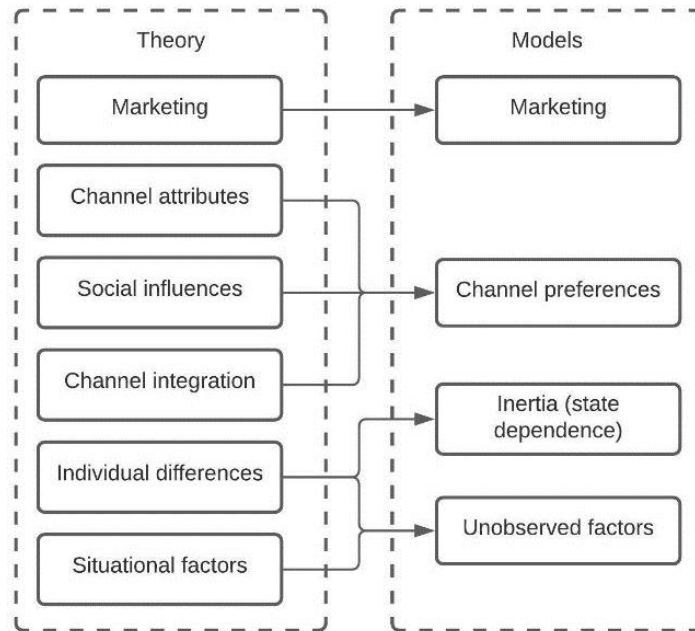 Theory
Marketing
Channel attributes
Social influences
Channel integration
Individual differences
Situational factors
Models
Marketing
Channel preferences
Inertia (state
dependence)
Unobserved factors